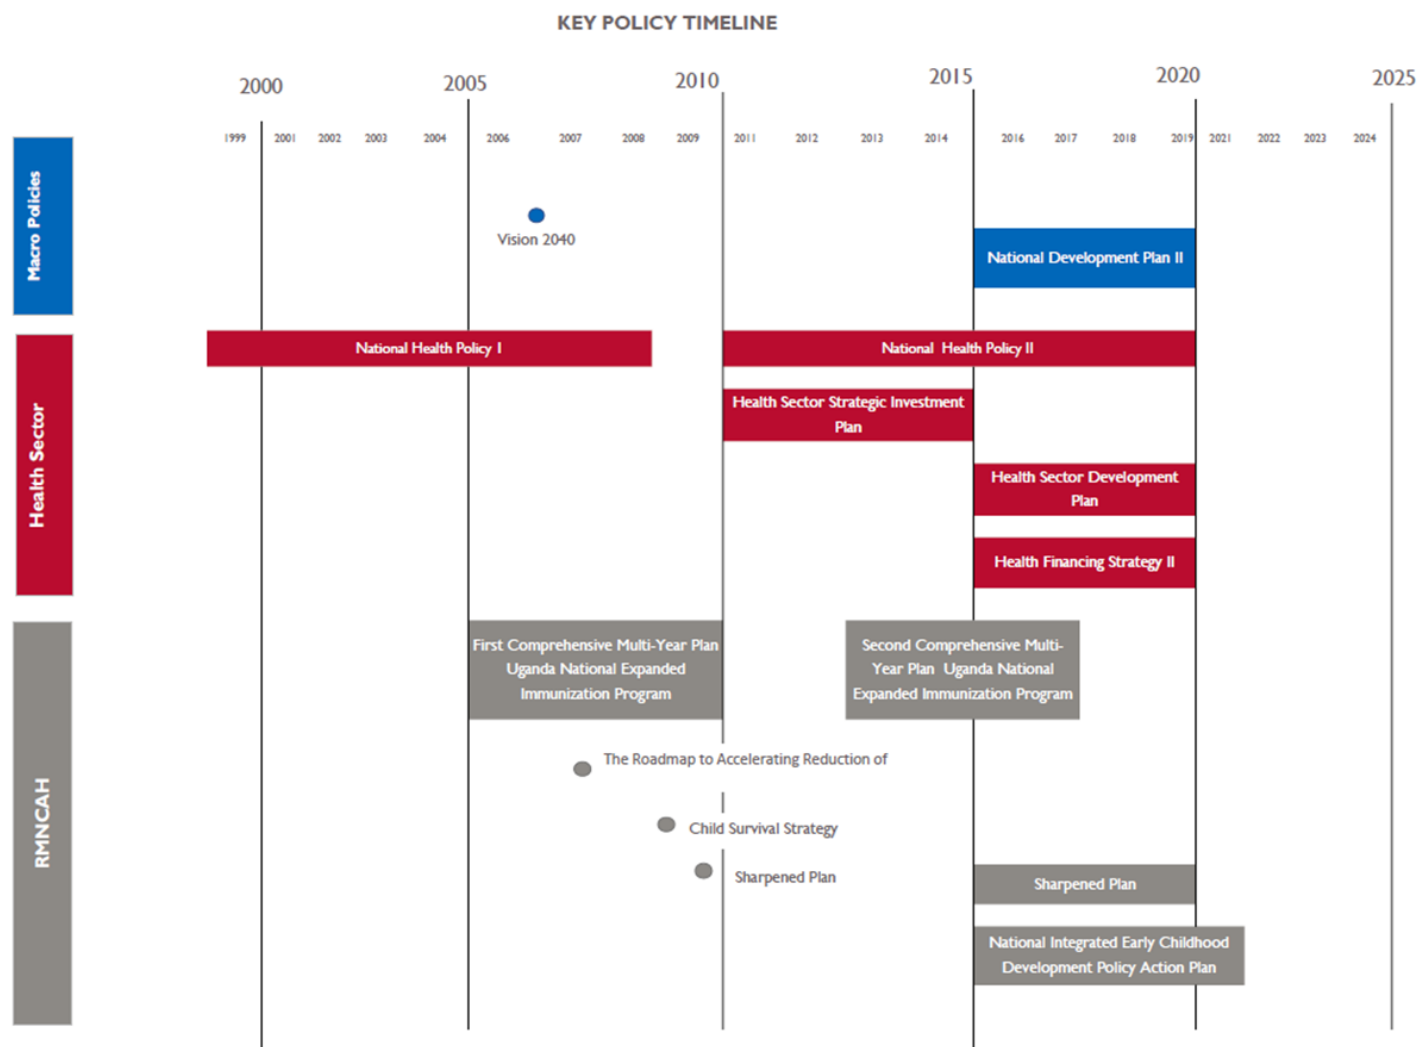 KEY POLICY TIMELINE
2000
2005
2010
2015
2020
2025
1999
2001
2002
2003
2004
2006
2007
2008
2009
2011
2012
2013
2014
2016
2017
2018
2019
2021
2022
2023
2024
Macro Policies
Vision 2040
National Development Plan II
Health Sector
National Health Policy I
National Health Policy II
Health Sector Strategic Investment
Plan
Health Sector Development
Plan
Health Financing Strategy II
RMNCAH
First Comprehensive Multi-Year Plan
Uganda National Expanded
Immunization Program
Second Comprehensive Multi-
Year Plan Uganda National
Expanded Immunization Program
The Roadmap to Accelerating Reduction of
Child Survival Strategy
Sharpened Plan
Sharpened Plan
National Integrated Early Childhood
Development Policy Action Plan